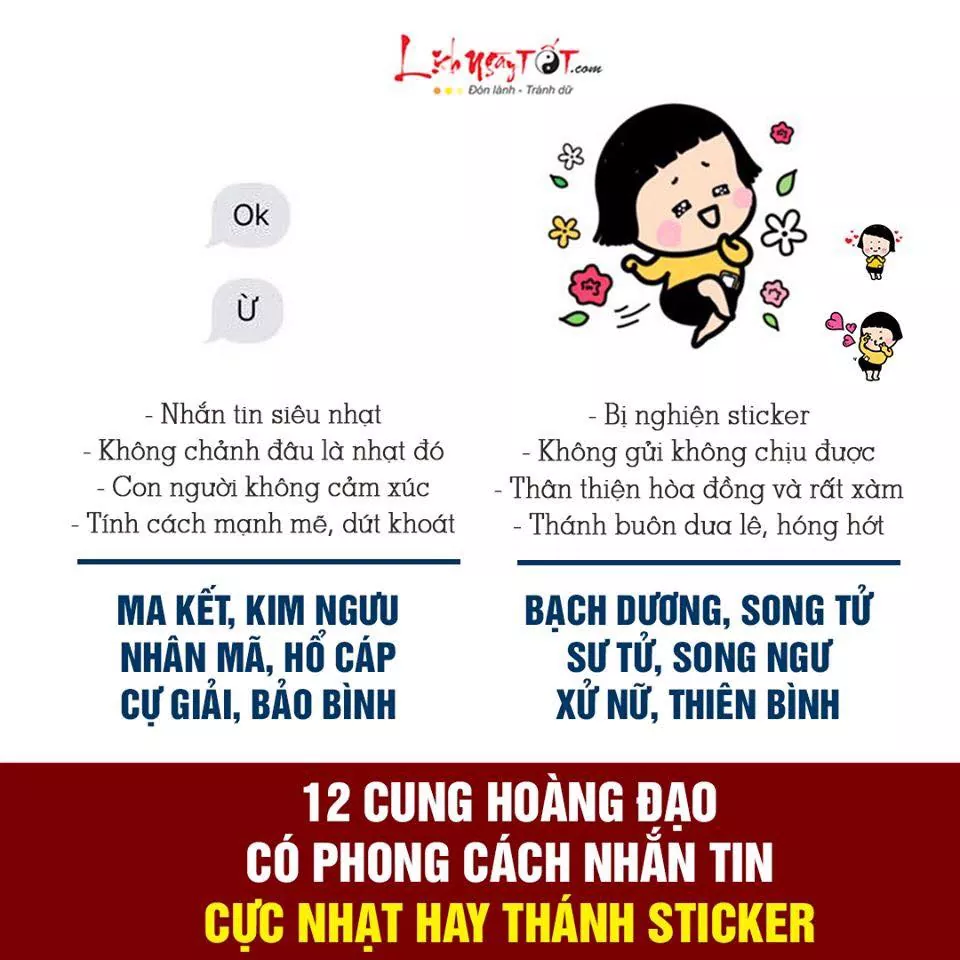 LịchngàyTỐT.com
Đón lành - Tránh dữ
Ok
Ừ
- Nhắn tin siêu nhạt
- Không chảnh đâu là nhạt đó
- Con người không cảm xúc
- Tính cách mạnh mẽ, dứt khoát
MA KẾT, KIM NGƯU
NHÂN MÃ, HỔ CÁP
CỰ GIẢI, BẢO BÌNH
- Bị nghiện sticker
- Không gửi không chịu được
- Thân thiện hòa đồng và rất xàm
- Thánh buôn dưa lê, hóng hớt
BẠCH DƯƠNG, SONG TỬ
SƯ TỬ, SONG NGƯ
XỬ NỮ, THIÊN BÌNH
12 CUNG HOÀNG ĐẠO
CÓ PHONG CÁCH NHẮN TIN
CỰC NHẠT HAY THÁNH STICKER